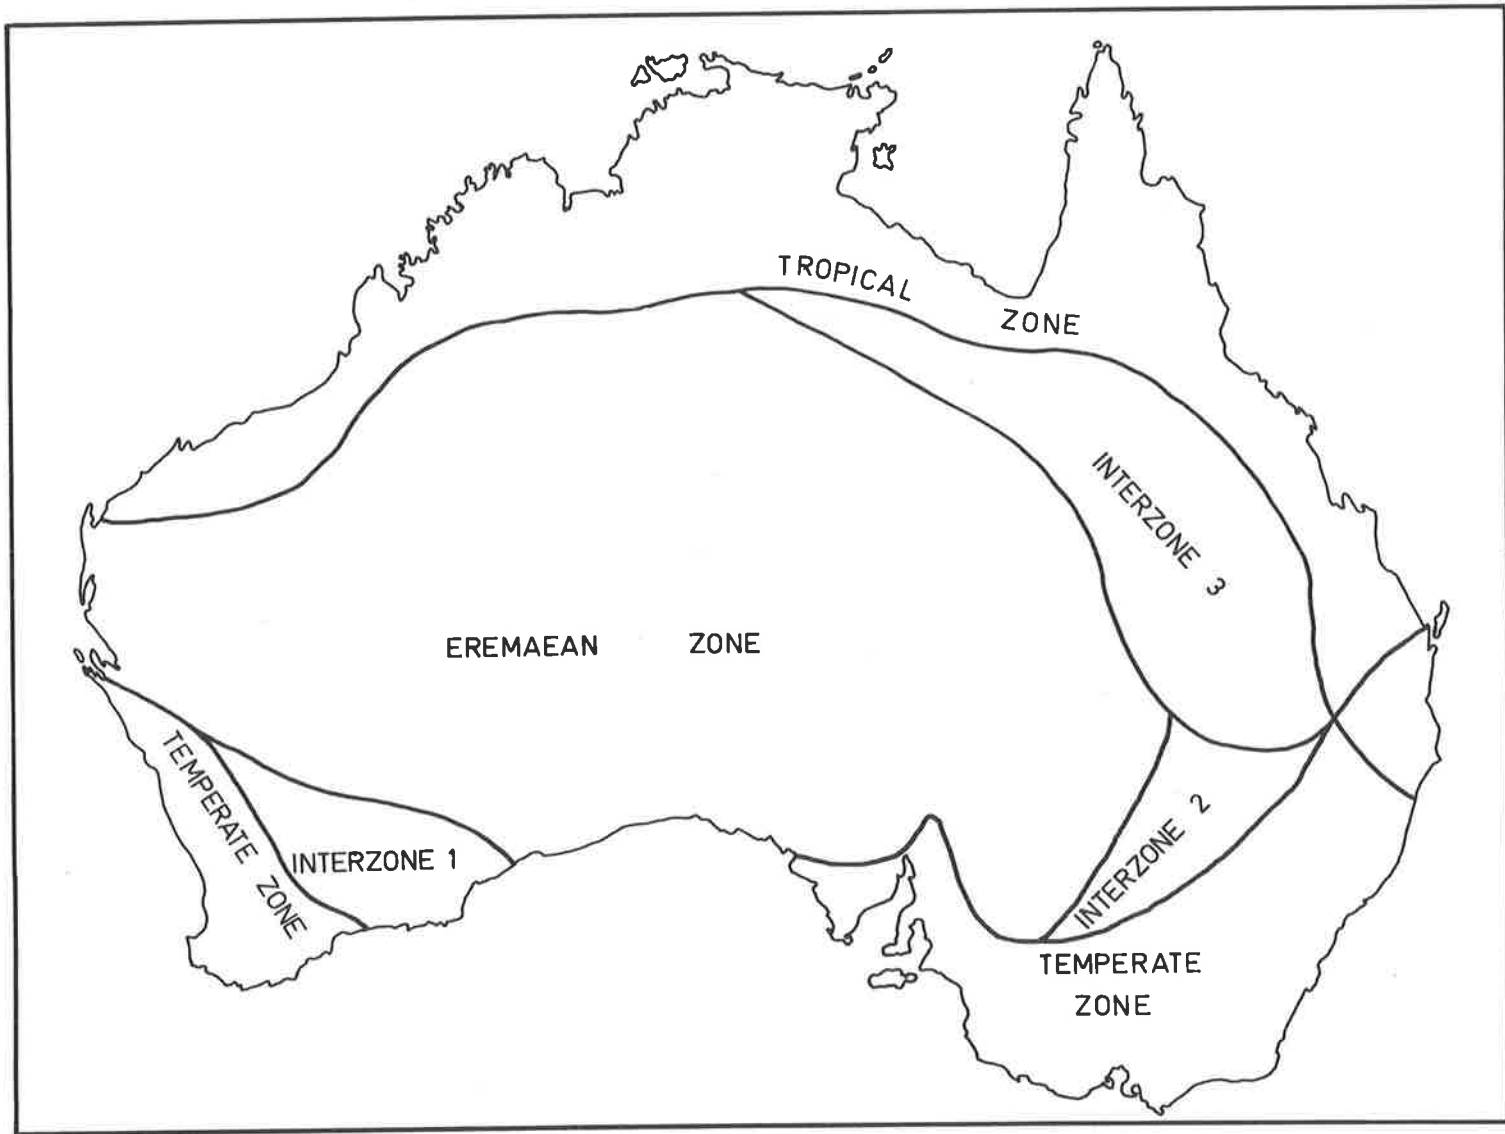 TROPICAL
ZONE
INTERZONE 3
EREMAEAN ZONE
TEMPERATE ZONE
INTERZONE 1
INTERZONE 2
TEMPERATE
ZONE